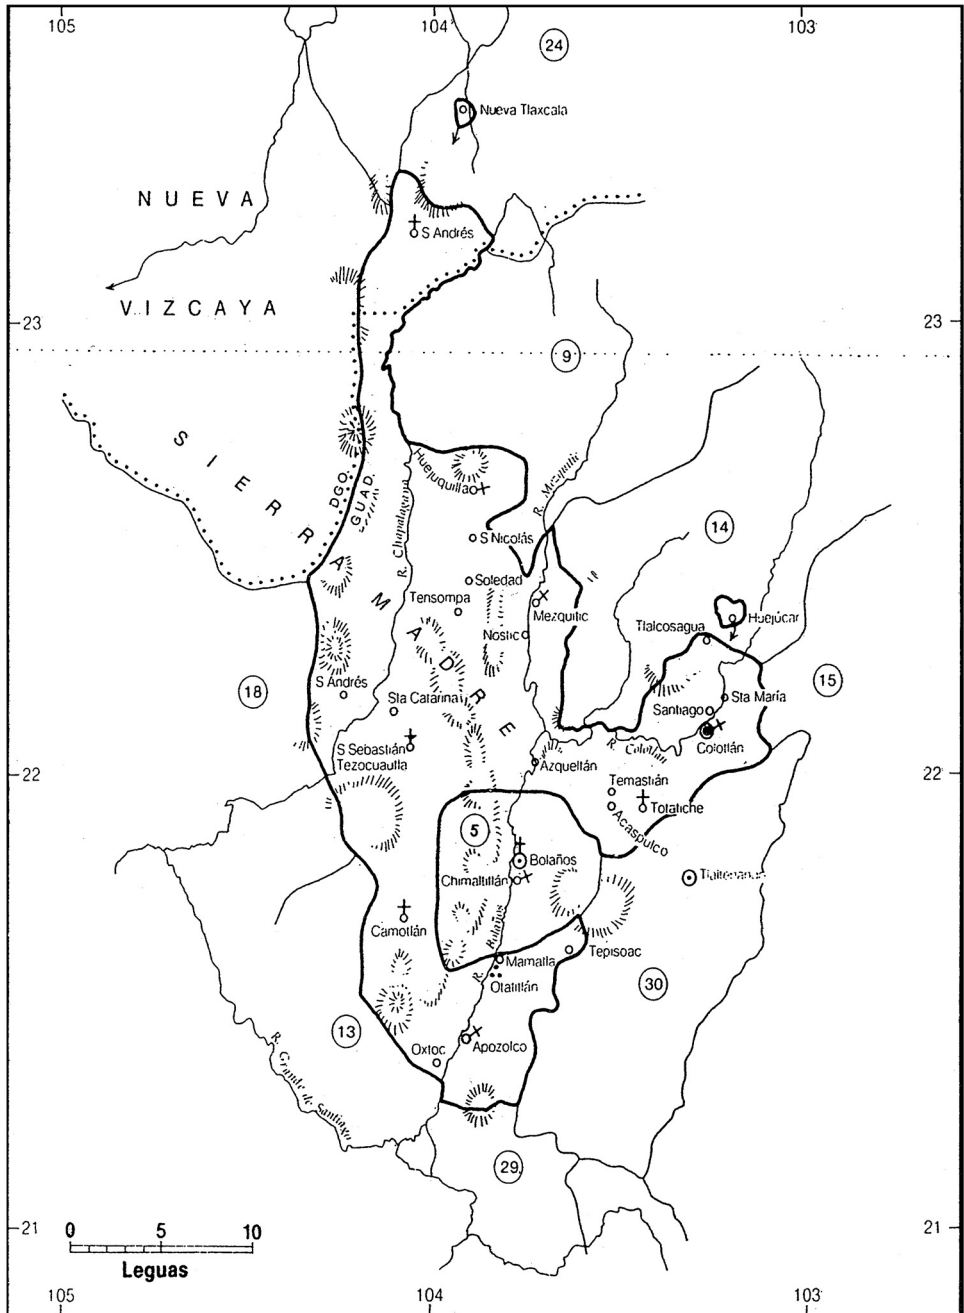 105
104
103
24
Nueva Tlaxcala
NUEVA
S Andrés
VIZCAYA
23
23
9
SIERRA MADRE
DGO.
GUAD.
Huejuquilla
R. Chapalagana
R. Mezquitic
S Nicolás
14
Soledad
Tensompa
Mezquitic
Nostic
Huejúcar
Tlalcosagua
18
S Andrés
Sta Catarina
15
Sta María
Santiago
Colotlán
R. Colotlán
S Sebastián
Tezocuautla
Azqueltán
22
22
Temastián
Totatiche
Acaspulco
5
Bolaños
Chimaltitlán
Tlaltenango
Camotlán
R. Bolaños
Mamatla
Tepisoac
Otatitlán
30
13
Oxtoc
Apozolco
R. Grande de Santiago
29
21
21
0 5 10
Leguas
105
104
103